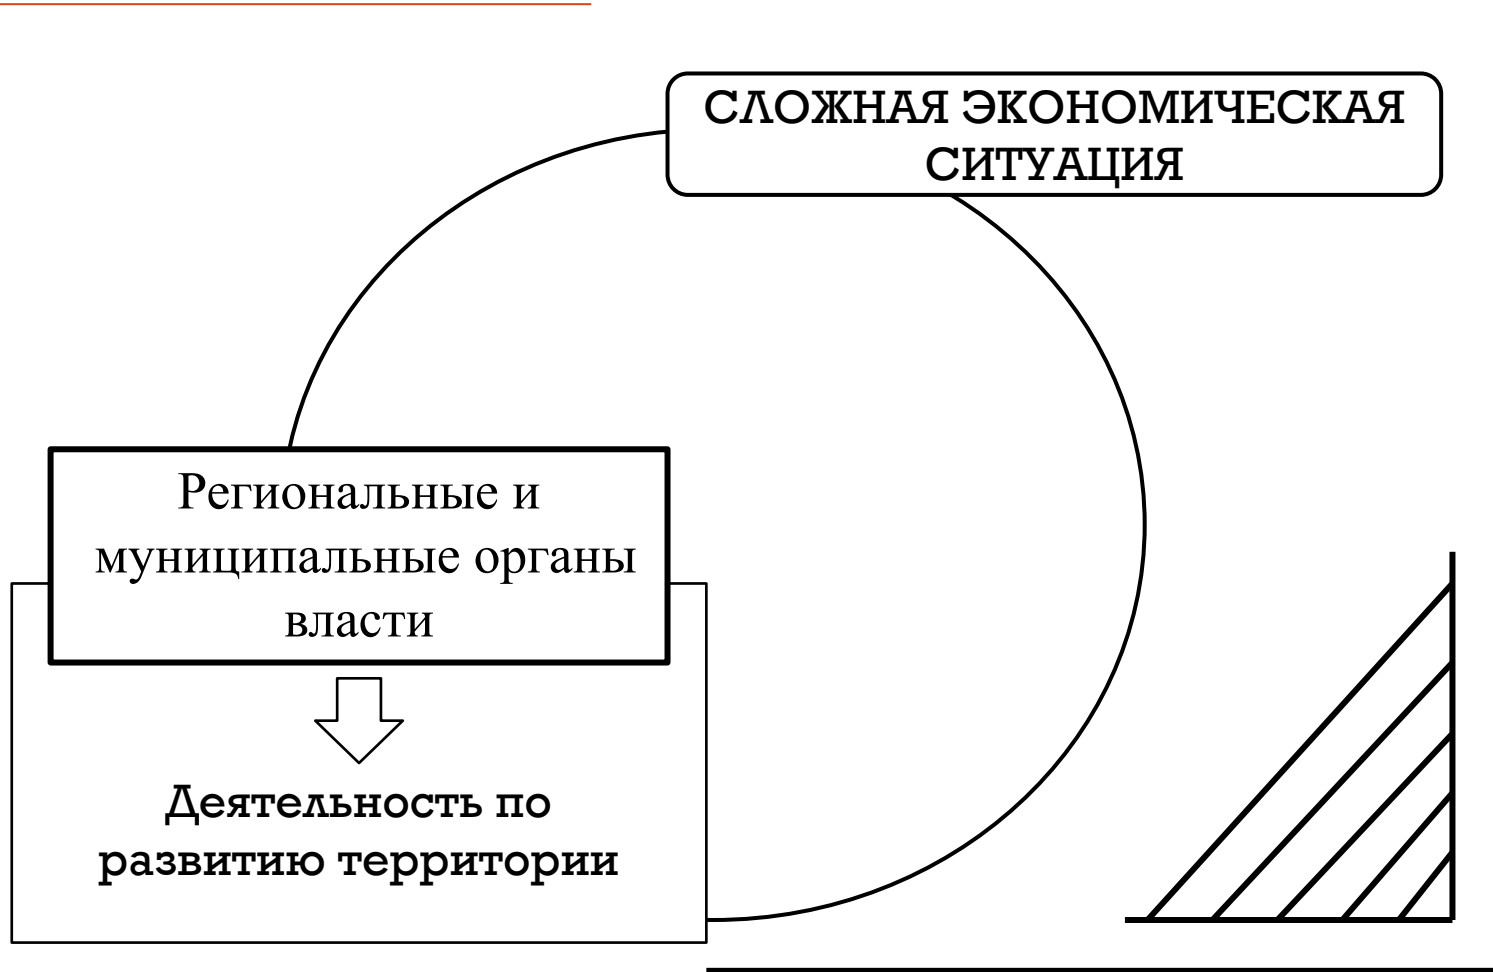 СЛОЖНАЯ ЭКОНОМИЧЕСКАЯ
СИТУАЦИЯ
Региональные и
муниципальные органы
власти
Деятельность по
развитию территории